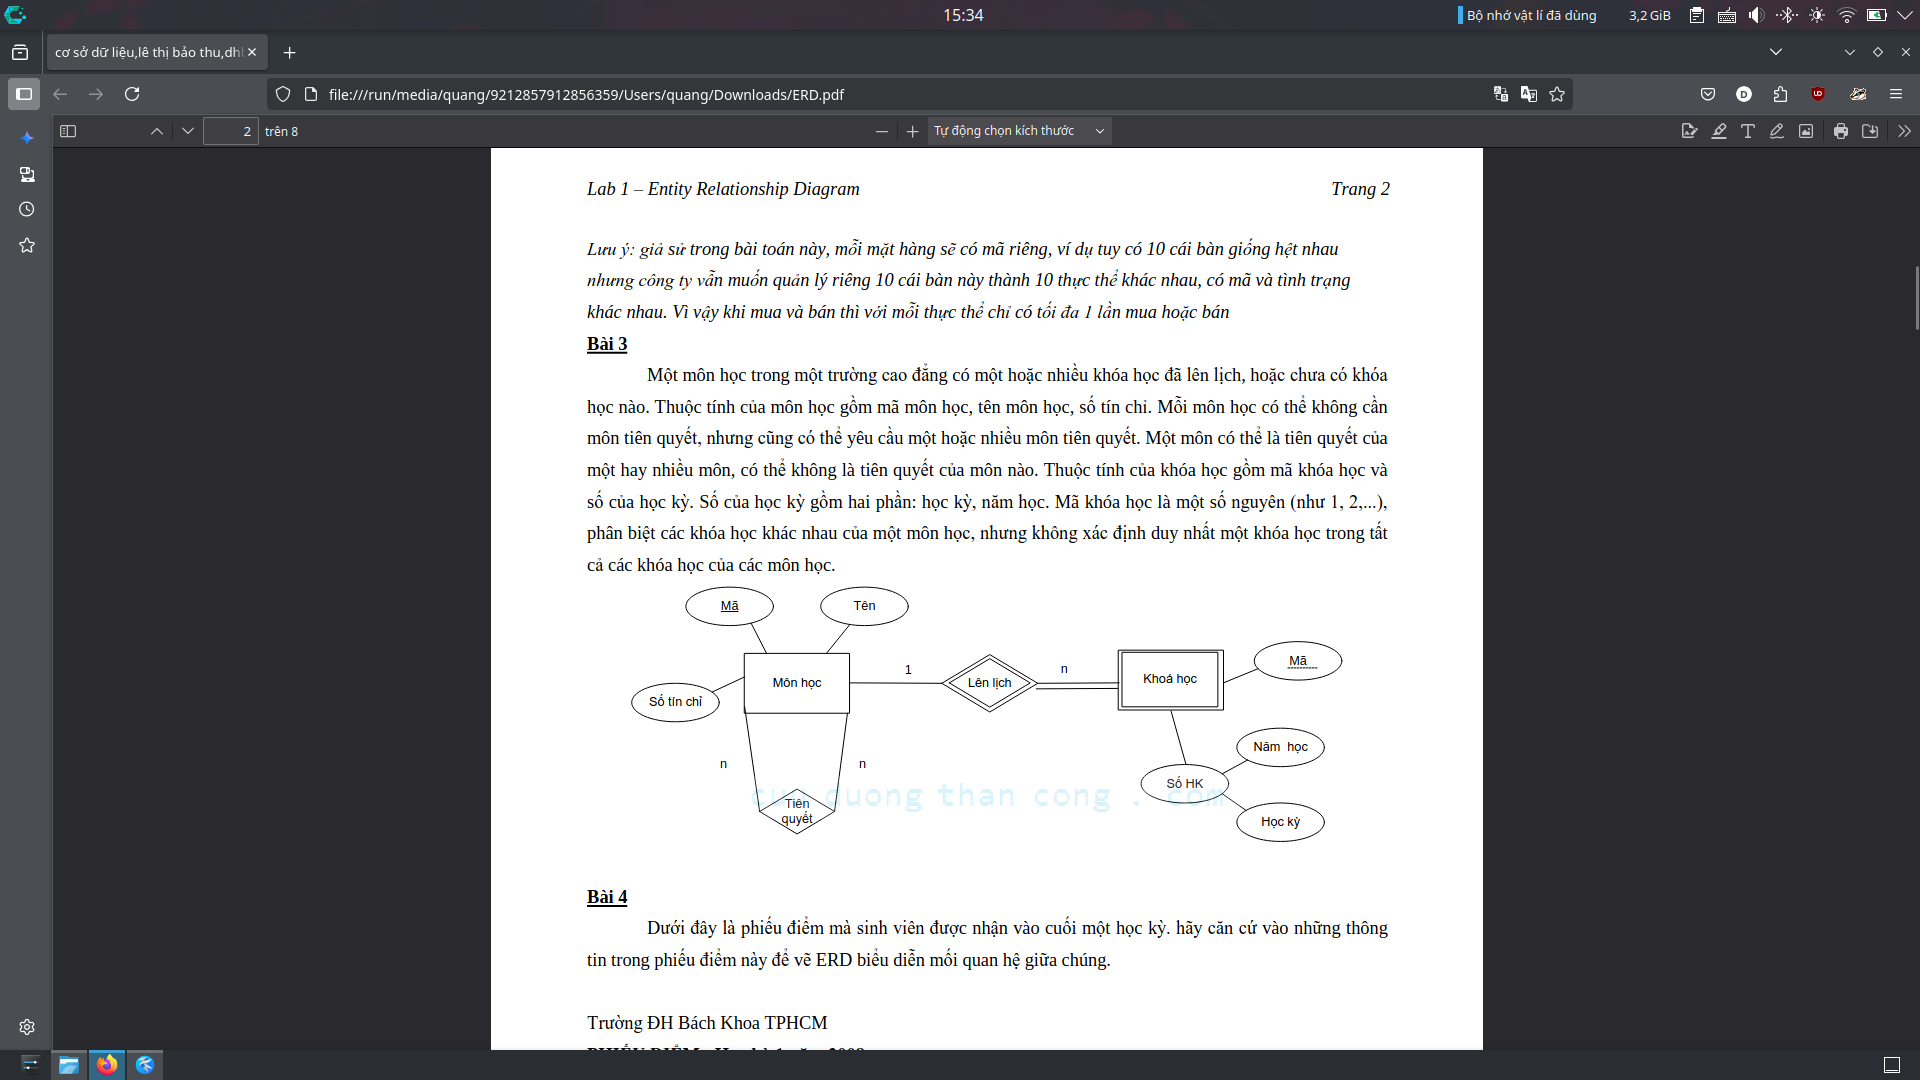 15:34
Bộ nhớ vật lí đã dùng 3,2 GiB
cơ sở dữ liệu,lê thị bảo thu,dhl
file:///run/media/quang/9212857912856359/Users/quang/Downloads/ERD.pdf
2 trên 8
Tự động chọn kích thước
Lab 1 – Entity Relationship Diagram Trang 2
Lưu ý: giả sử trong bài toán này, mỗi mặt hàng sẽ có mã riêng, ví dụ tuy có 10 cái bàn giống hệt nhau
nhưng công ty vẫn muốn quản lý riêng 10 cái bàn này thành 10 thực thể khác nhau, có mã và tình trạng
khác nhau. Vì vậy khi mua và bán thì với mỗi thực thể chỉ có tối đa 1 lần mua hoặc bán
Bài 3
Một môn học trong một trường cao đẳng có một hoặc nhiều khóa học đã lên lịch, hoặc chưa có khóa
học nào. Thuộc tính của môn học gồm mã môn học, tên môn học, số tín chỉ. Mỗi môn học có thể không cần
môn tiên quyết, nhưng cũng có thể yêu cầu một hoặc nhiều môn tiên quyết. Một môn có thể là tiên quyết của
một hay nhiều môn, có thể không là tiên quyết của môn nào. Thuộc tính của khóa học gồm mã khóa học và
số của học kỳ. Số của học kỳ gồm hai phần: học kỳ, năm học. Mã khóa học là một số nguyên (như 1, 2,...),
phân biệt các khóa học khác nhau của một môn học, nhưng không xác định duy nhất một khóa học trong tất
cả các khóa học của các môn học.
Mã
Tên
Số tín chỉ
Môn học
1
Lên lịch
n
Khoá học
Mã
n
n
Tiên
quyết
Năm học
Số HK
Học kỳ
cuu duong than cong . com
Bài 4
Dưới đây là phiếu điểm mà sinh viên được nhận vào cuối một học kỳ. hãy căn cứ vào những thông
tin trong phiếu điểm này để vẽ ERD biểu diễn mối quan hệ giữa chúng.
Trường ĐH Bách Khoa TPHCM